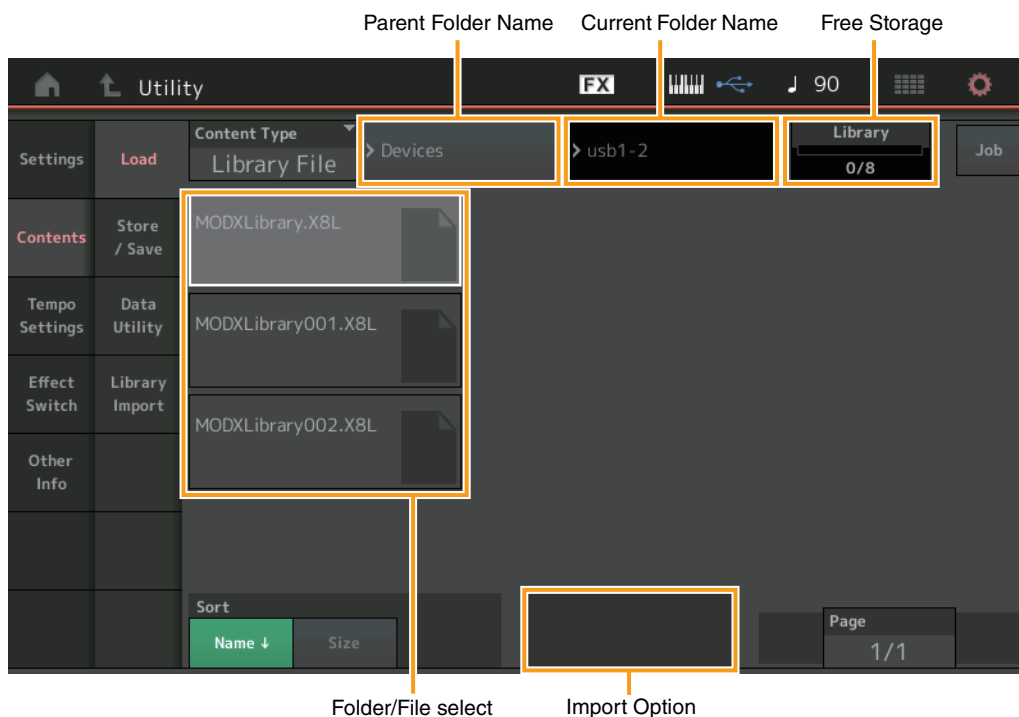 Parent Folder Name Current Folder Name Free Storage
Utility FX 90
Settings Load Content Type Library File Devices usb1-2 Library 0/8 Job
Contents Store / Save MODXLibrary.X8L
Tempo Settings Data Utility MODXLibrary001.X8L
Effect Switch Library Import MODXLibrary002.X8L
Other Info
Sort
Name ↓ Size
Page
1/1
Folder/File select Import Option